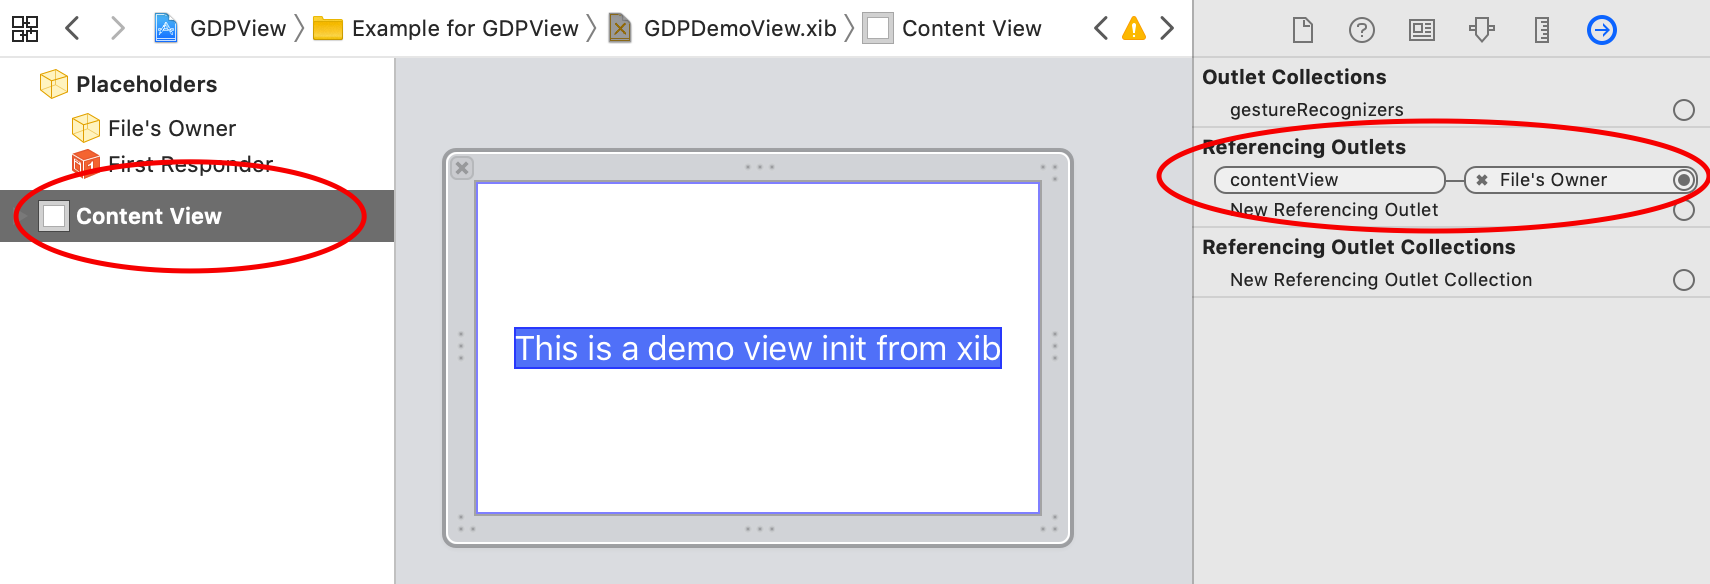 GDPView Example for GDPView GDPDemoView.xib Content View
Placeholders
File's Owner
First Responder
Content View
This is a demo view init from xib
Outlet Collections
gestureRecognizers
Referencing Outlets
contentView File's Owner
New Referencing Outlet
Referencing Outlet Collections
New Referencing Outlet Collection